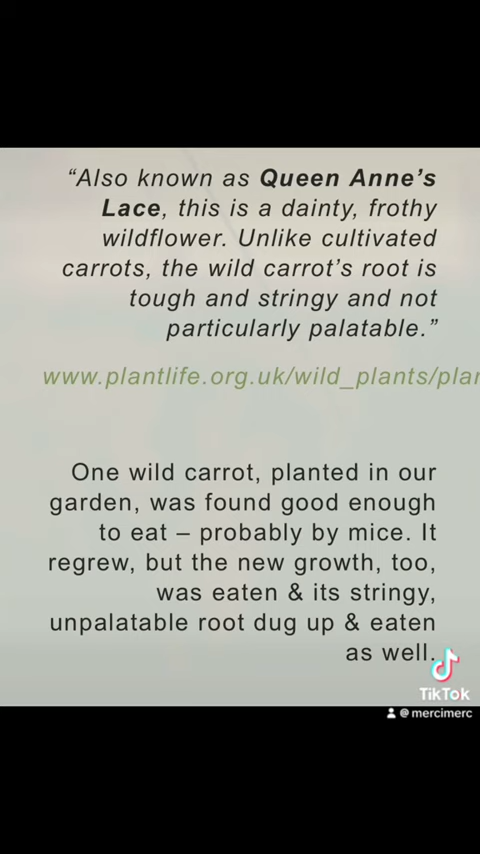 “Also known as Queen Anne’s
Lace, this is a dainty, frothy
wildflower. Unlike cultivated
carrots, the wild carrot’s root is
tough and stringy and not
particularly palatable.”
www.plantlife.org.uk/wild_plants/plan
One wild carrot, planted in our
garden, was found good enough
to eat – probably by mice. It
regrew, but the new growth, too,
was eaten & its stringy,
unpalatable root dug up & eaten
as well.
TikTok
@mercimerc